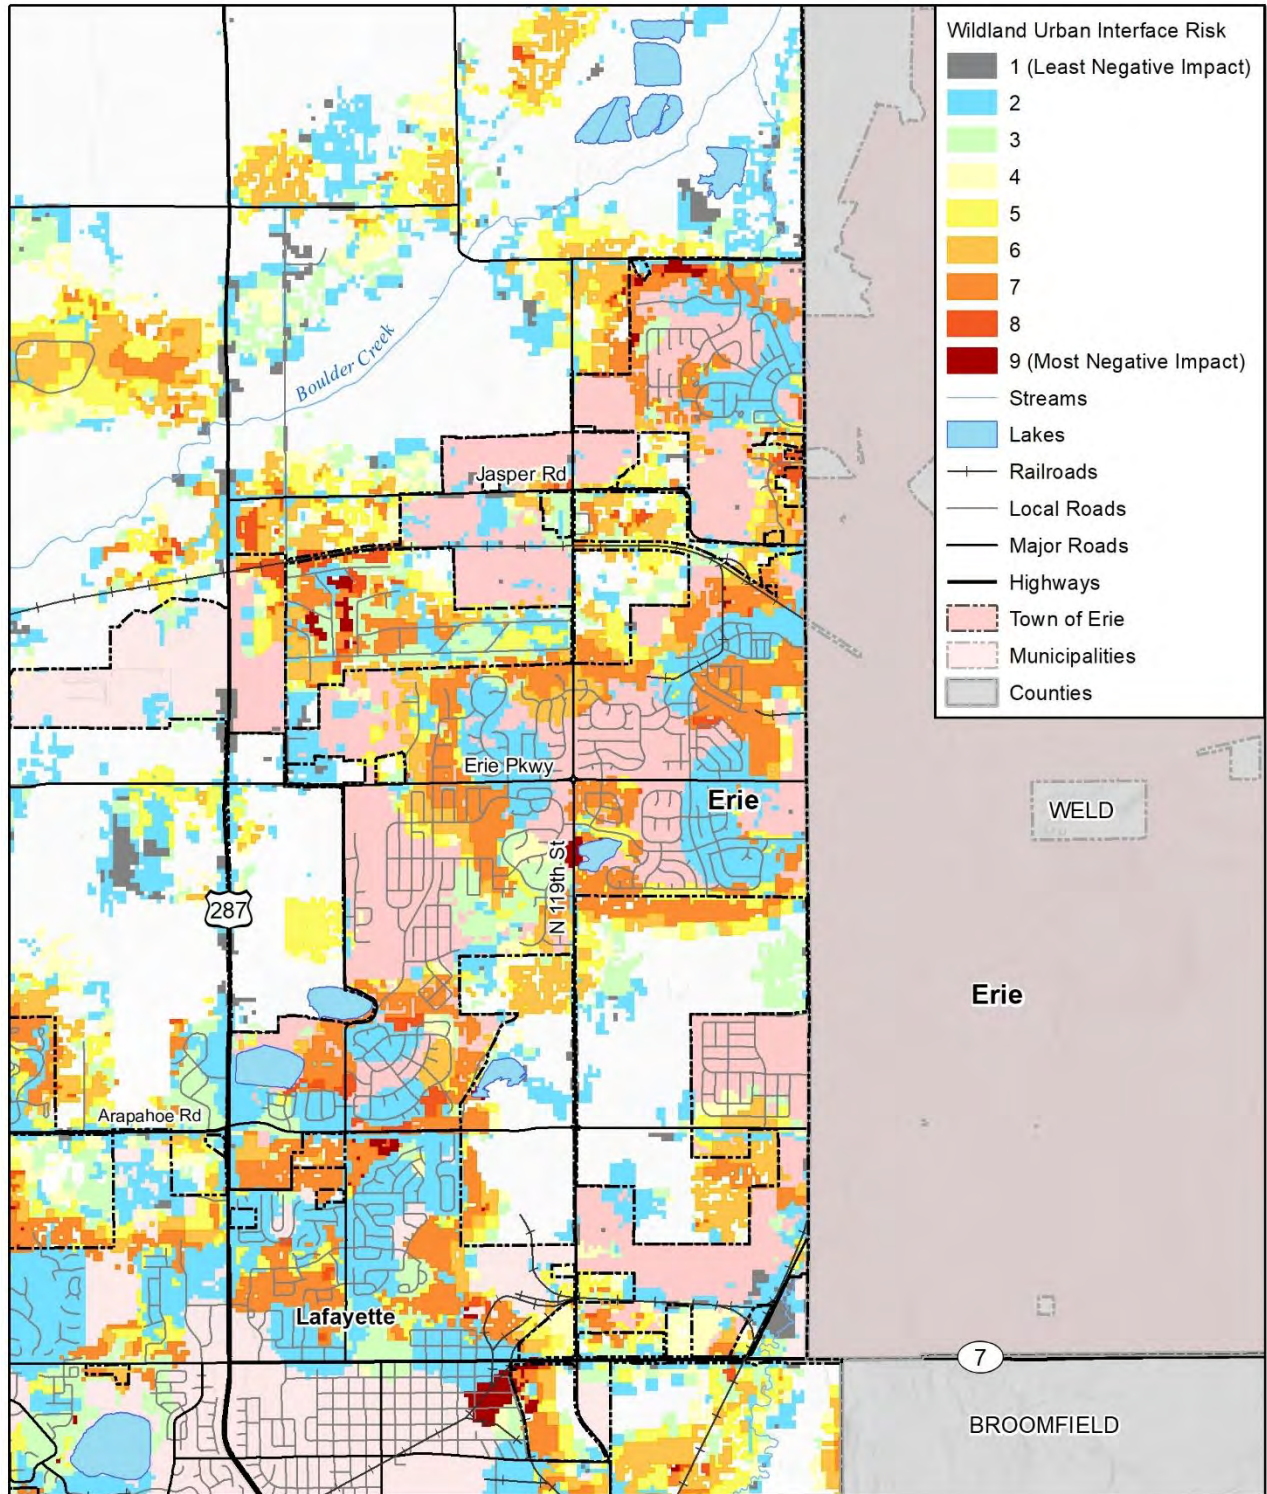 Wildland Urban Interface Risk
1 (Least Negative Impact)
2
3
4
5
6
7
8
9 (Most Negative Impact)
Streams
Lakes
Railroads
Local Roads
Major Roads
Highways
Town of Erie
Municipalities
Counties
Boulder Creek
Jasper Rd
Erie Pkwy
Erie
WELD
N 119th St
287
Erie
Arapahoe Rd
Lafayette
7
BROOMFIELD